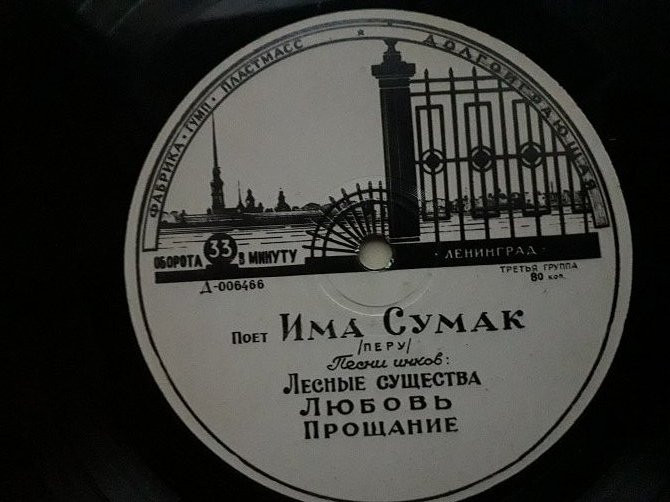 ФАБРИКА · ГУМП · ПЛАСТМАСС ★ ДОЛГОИГРАЮЩАЯ
· ЛЕНИНГРАД ·
ОБОРОТА 33 В МИНУТУ
ТРЕТЬЯ ГРУППА
80 коп.
Д-006466
Поет ИМА СУМАК
/ПЕРУ/
Песни инков:
ЛЕСНЫЕ СУЩЕСТВА
ЛЮБОВЬ
ПРОЩАНИЕ